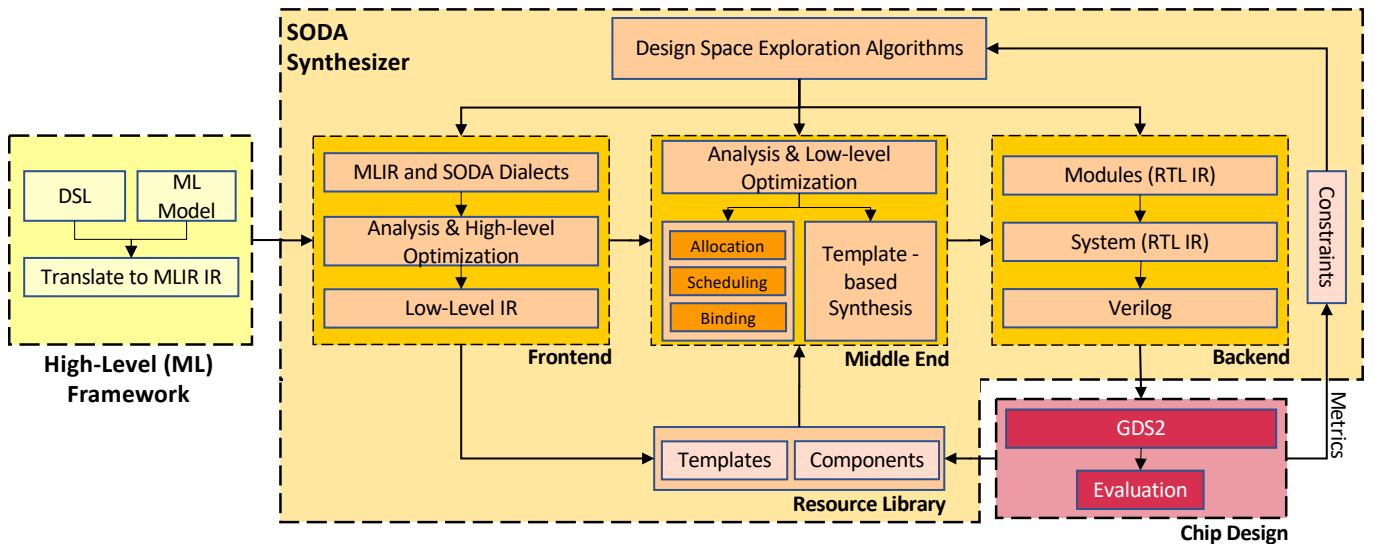 SODA
Synthesizer
Design Space Exploration Algorithms
DSL
ML
Model
Translate to MLIR IR
High-Level (ML)
Framework
MLIR and SODA Dialects
Analysis & High-level
Optimization
Low-Level IR
Frontend
Analysis & Low-level
Optimization
Allocation
Scheduling
Binding
Template -
based
Synthesis
Middle End
Modules (RTL IR)
System (RTL IR)
Verilog
Backend
Constraints
Metrics
Templates
Components
Resource Library
GDS2
Evaluation
Chip Design